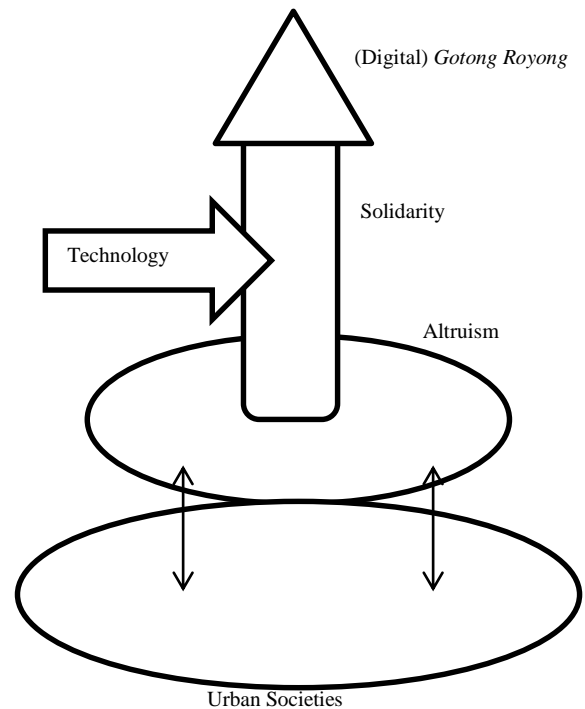 (Digital) Gotong Royong
Solidarity
Technology
Altruism
Urban Societies